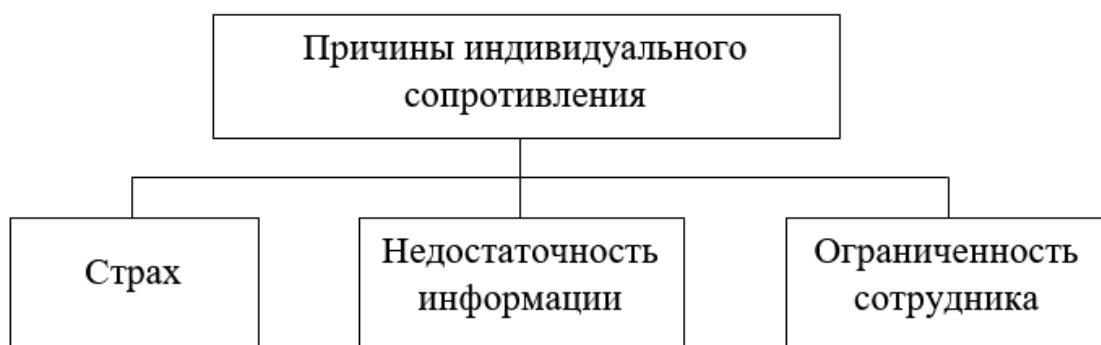 Причины индивидуального
сопротивления
Страх
Недостаточность
информации
Ограниченность
сотрудника